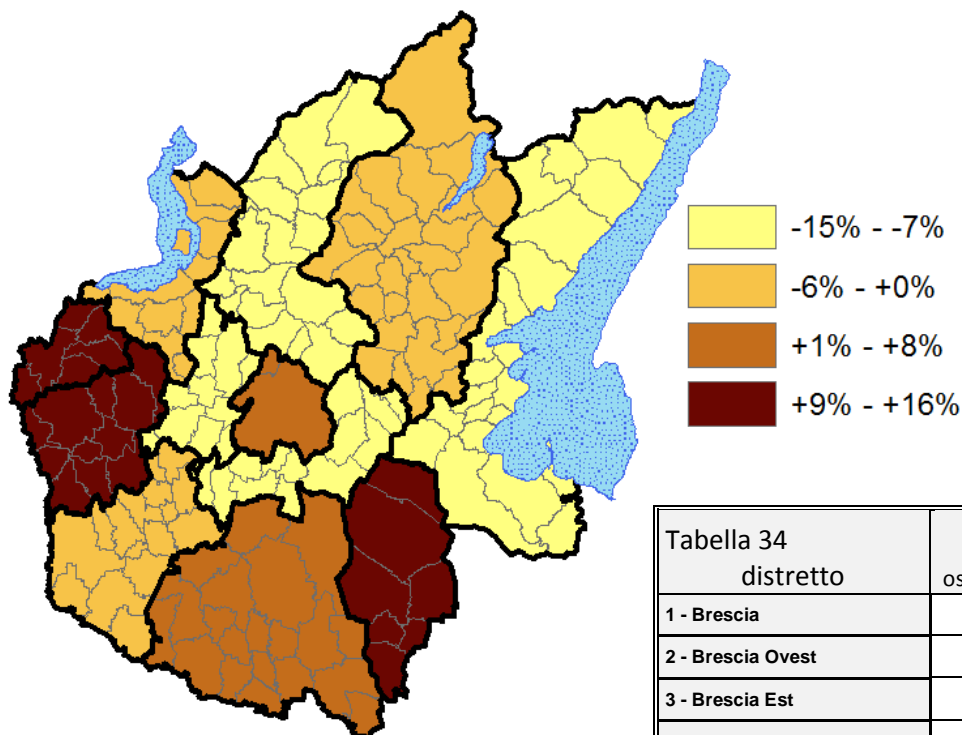 -15% - -7%
-6% - +0%
+1% - +8%
+9% - +16%
Tabella 34
distretto
os
1 - Brescia
2 - Brescia Ovest
3 - Brescia Est